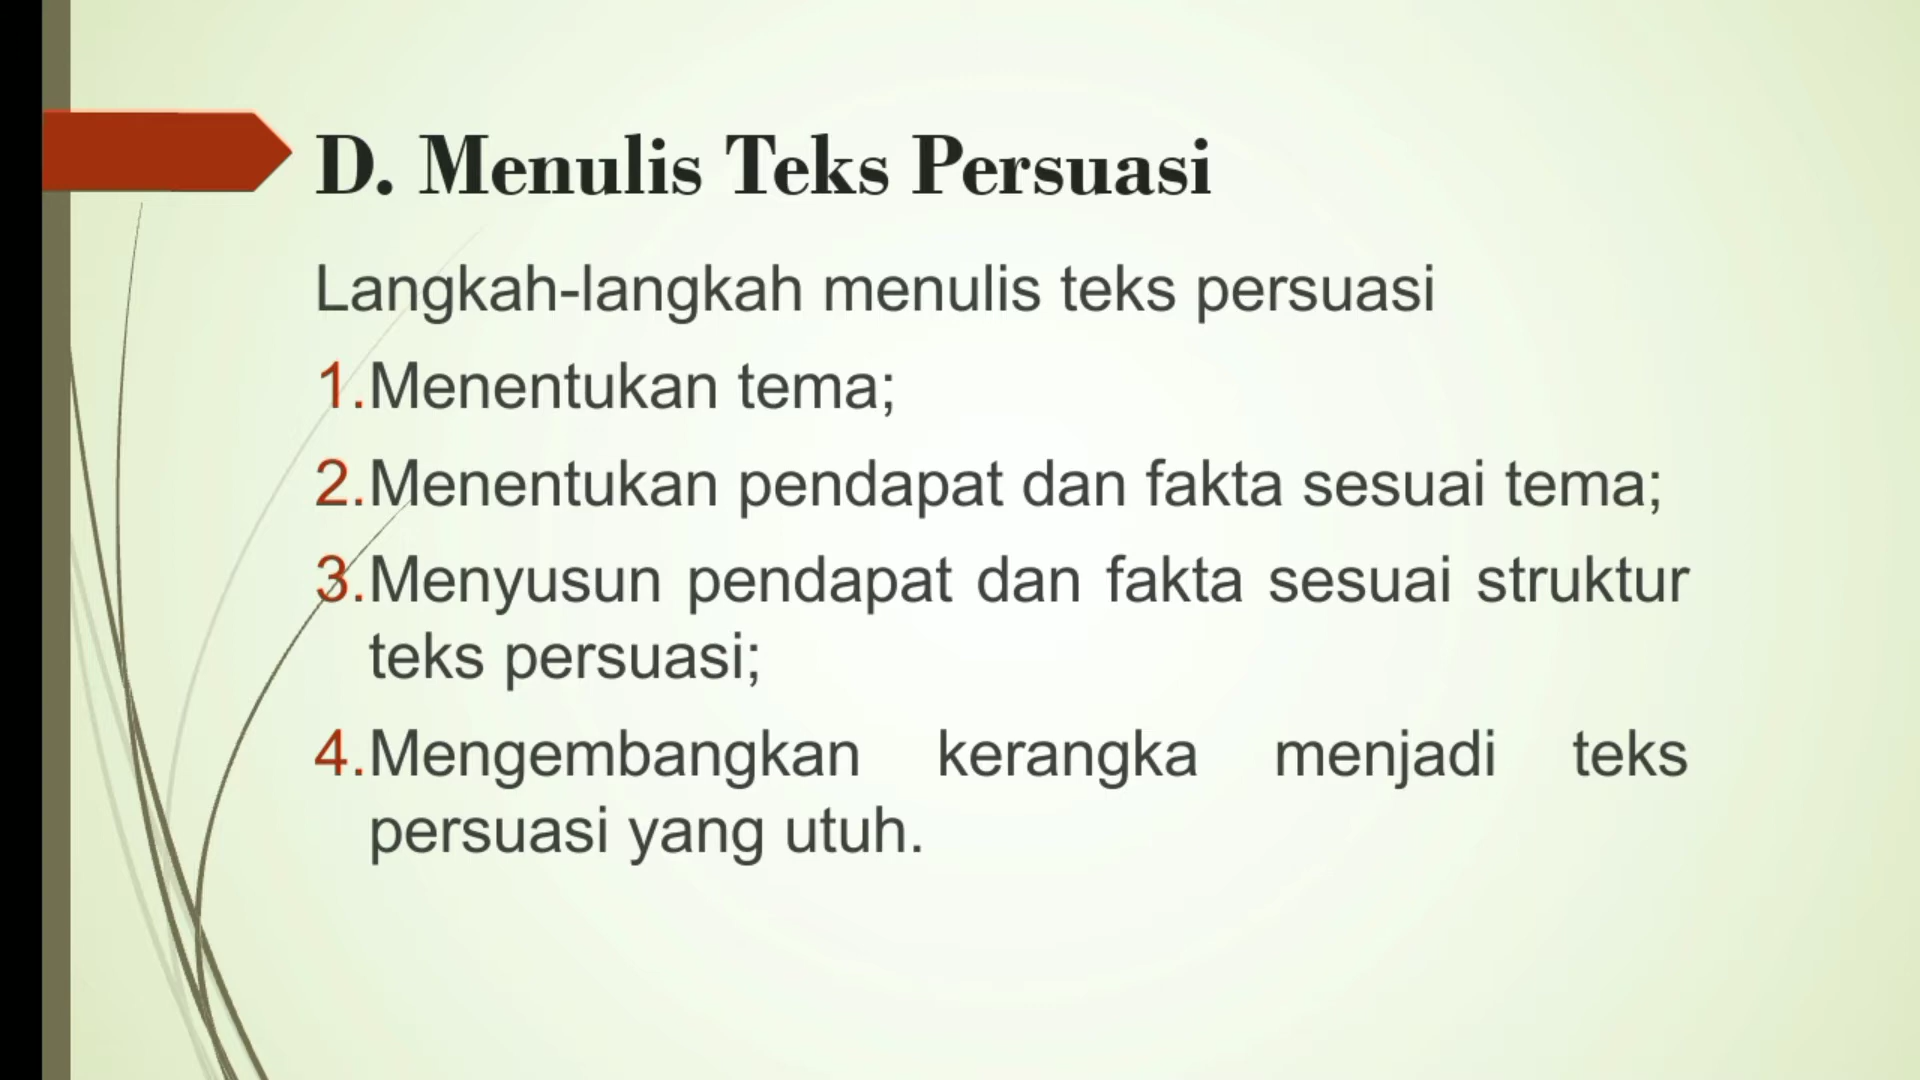 D. Menulis Teks Persuasi
Langkah-langkah menulis teks persuasi
1.Menentukan tema;
2.Menentukan pendapat dan fakta sesuai tema;
3.Menyusun pendapat dan fakta sesuai struktur
teks persuasi;
4.Mengembangkan kerangka menjadi teks
persuasi yang utuh.